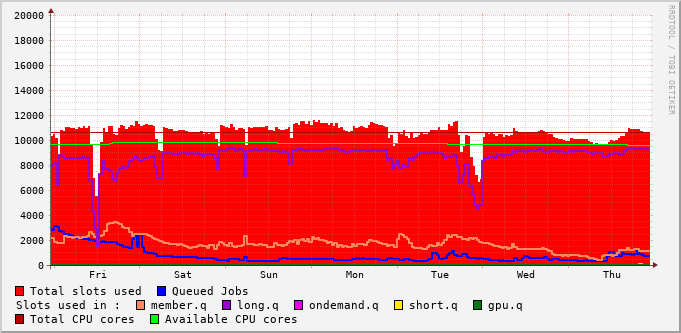 20000
18000
16000
14000
12000
10000
8000
6000
4000
2000
0
Fri Sat Sun Mon Tue Wed Thu
RRDTOOL / TOBI OETIKER
Total slots used Queued Jobs
Slots used in : member.q long.q ondemand.q short.q gpu.q
Total CPU cores Available CPU cores